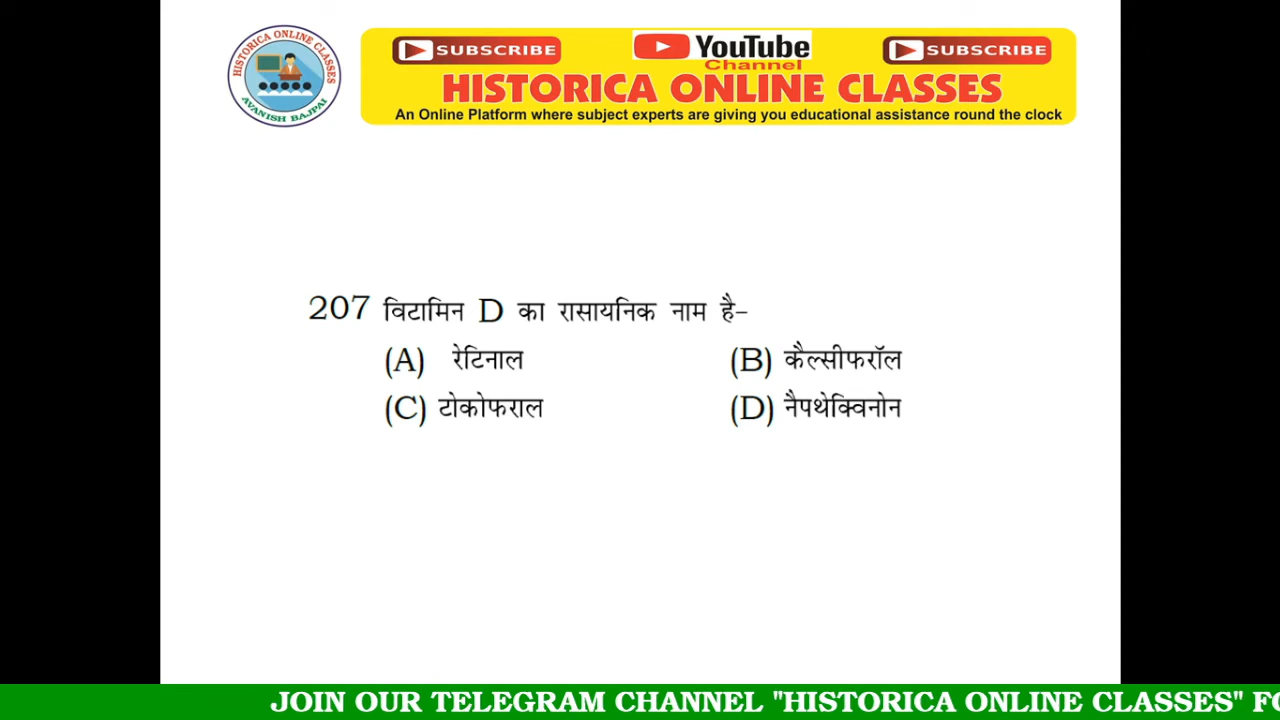 HISTORICA ONLINE CLASSES
AVANISH BAJPAI
SUBSCRIBE
YouTube
Channel
SUBSCRIBE
HISTORICA ONLINE CLASSES
An Online Platform where subject experts are giving you educational assistance round the clock
207 विटामिन D का रासायनिक नाम है-
(A) रेटिनाल (B) कैल्सीफरॉल
(C) टोकोफराल (D) नैपथेक्विनोन
JOIN OUR TELEGRAM CHANNEL "HISTORICA ONLINE CLASSES" FO